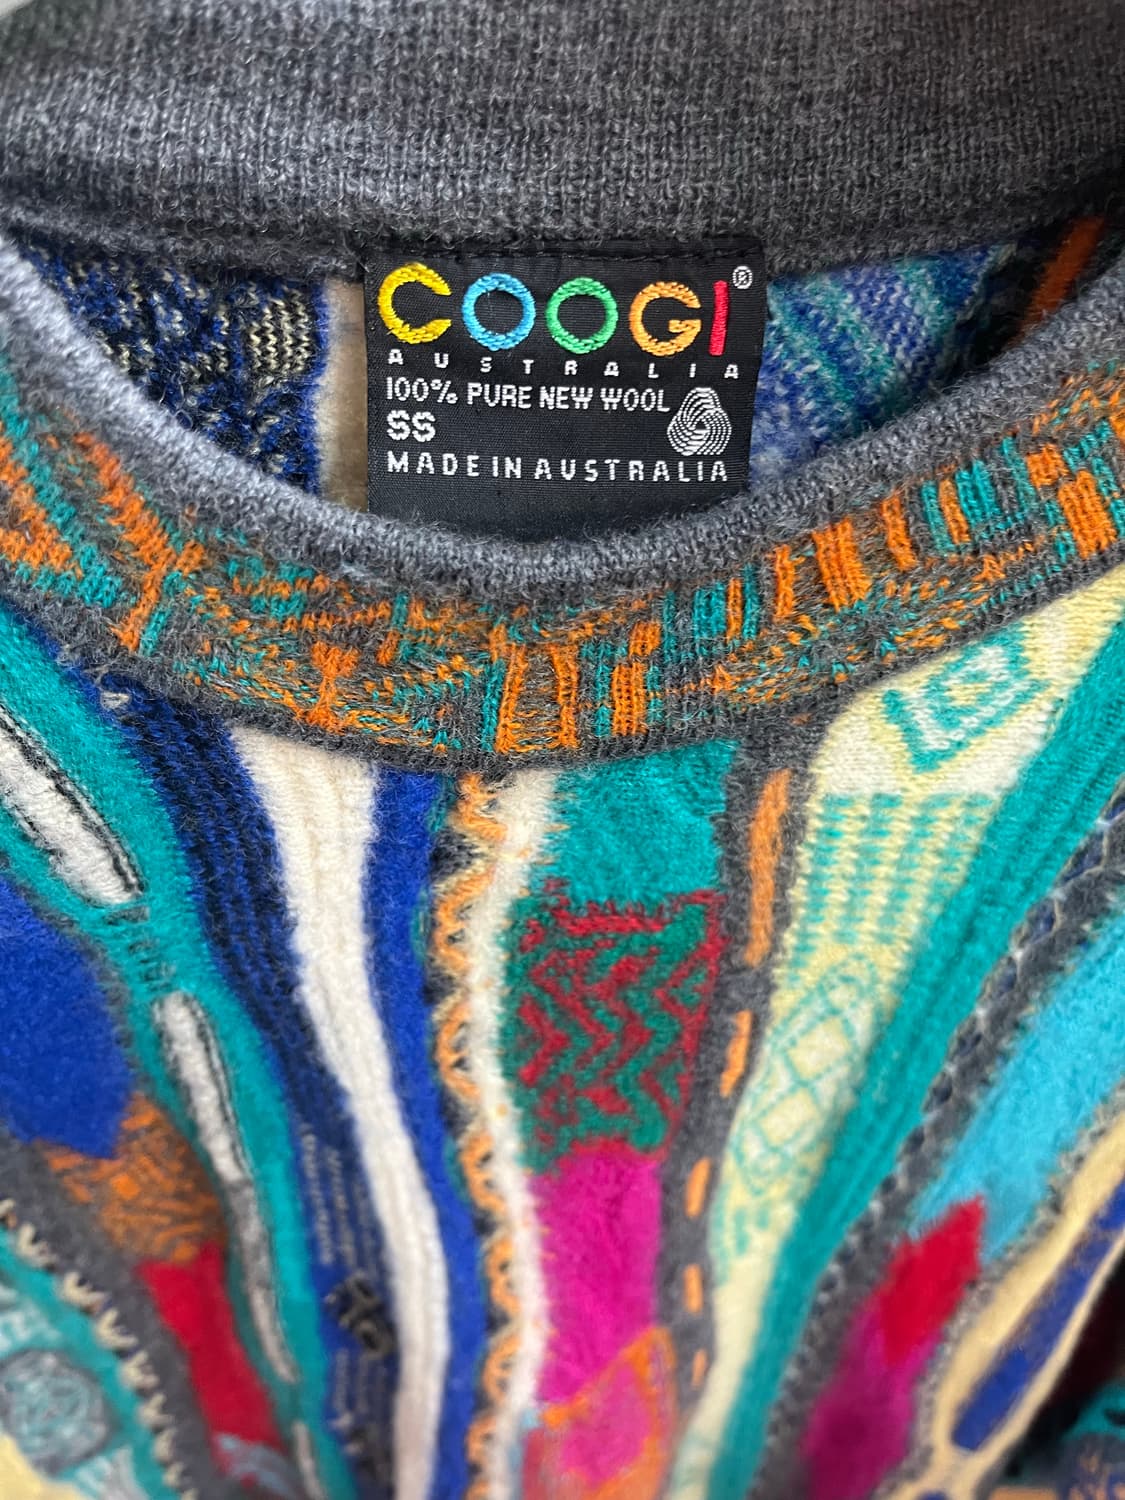 COOGI®
AUSTRALIA
100% PURE NEW WOOL
SS
MADE IN AUSTRALIA